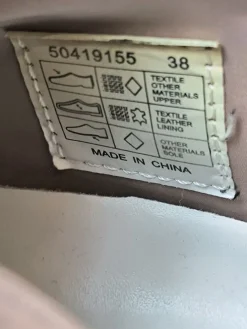 50419155 38
TEXTILE
OTHER
MATERIALS
UPPER
TEXTILE
LEATHER
LINING
OTHER
MATERIALS
SOLE
MADE IN CHINA